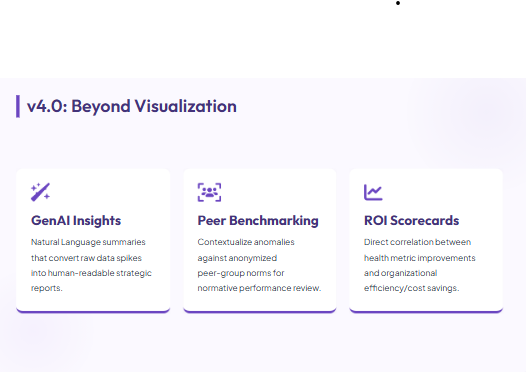 v4.0: Beyond Visualization
GenAI Insights
Natural Language summaries
that convert raw data spikes
into human-readable strategic
reports.
Peer Benchmarking
Contextualize anomalies
against anonymized
peer-group norms for
normative performance review.
ROI Scorecards
Direct correlation between
health metric improvements
and organizational
efficiency/cost savings.